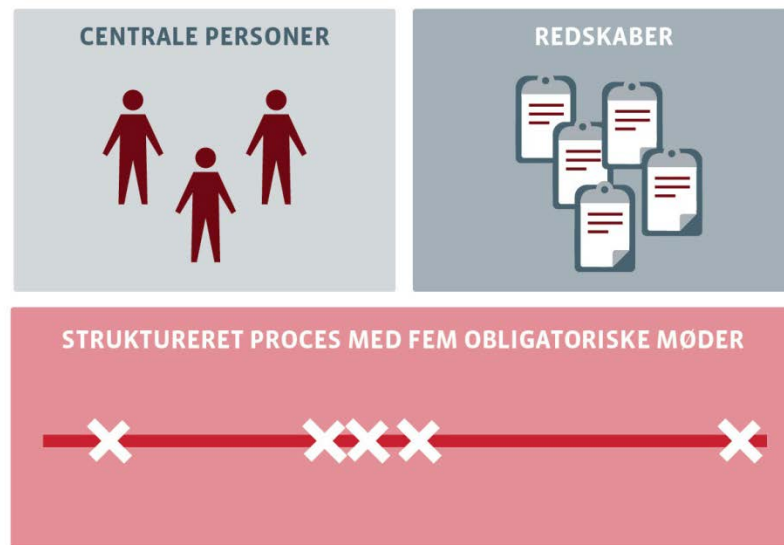 CENTRALE PERSONER
REDSKABER
STRUKTURERET PROCES MED FEM OBLIGATORISKE MØDER